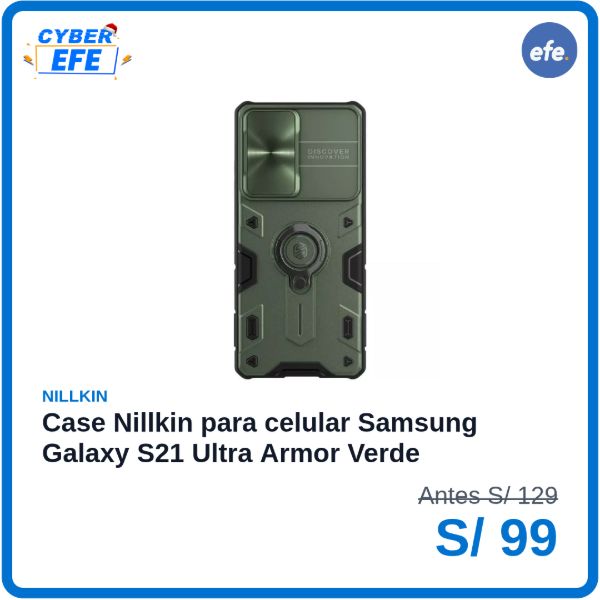 CYBER
EFE
efe.
DISCOVER
INNOVATION
NILLKIN
Case Nillkin para celular Samsung
Galaxy S21 Ultra Armor Verde
Antes S/ 129
S/ 99